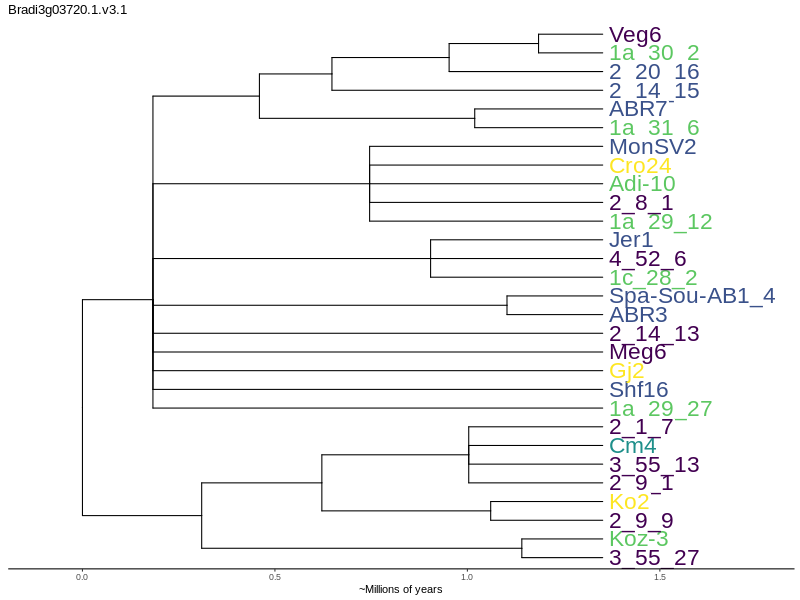 Bradi3g03720.1.v3.1
Veg6
1a_30_2
2_20_16
2_14_15
ABR7
1a_31_6
MonSV2
Cro24
Adi-10
2_8_1
1a_29_12
Jer1
4_52_6
1c_28_2
Spa-Sou-AB1_4
ABR3
2_14_13
Meg6
Gj2
Shf16
1a_29_27
2_1_7
Cm4
3_55_13
2_9_1
Ko2
2_9_9
Koz-3
3_55_27
0.0 0.5 1.0 1.5
~Millions of years